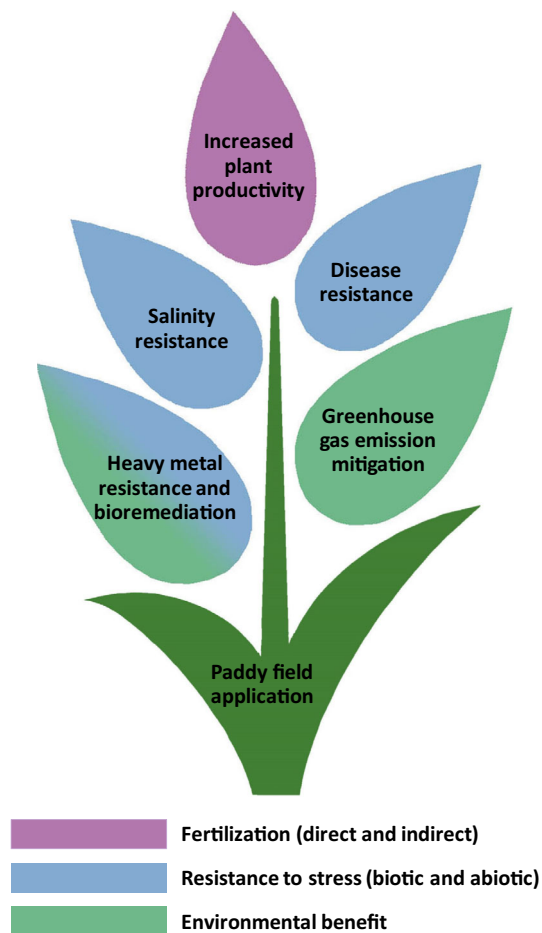 Increased
plant
productivity
Disease
resistance
Salinity
resistance
Greenhouse
gas emission
mitigation
Heavy metal
resistance and
bioremediation
Paddy field
application
Fertilization (direct and indirect)
Resistance to stress (biotic and abiotic)
Environmental benefit